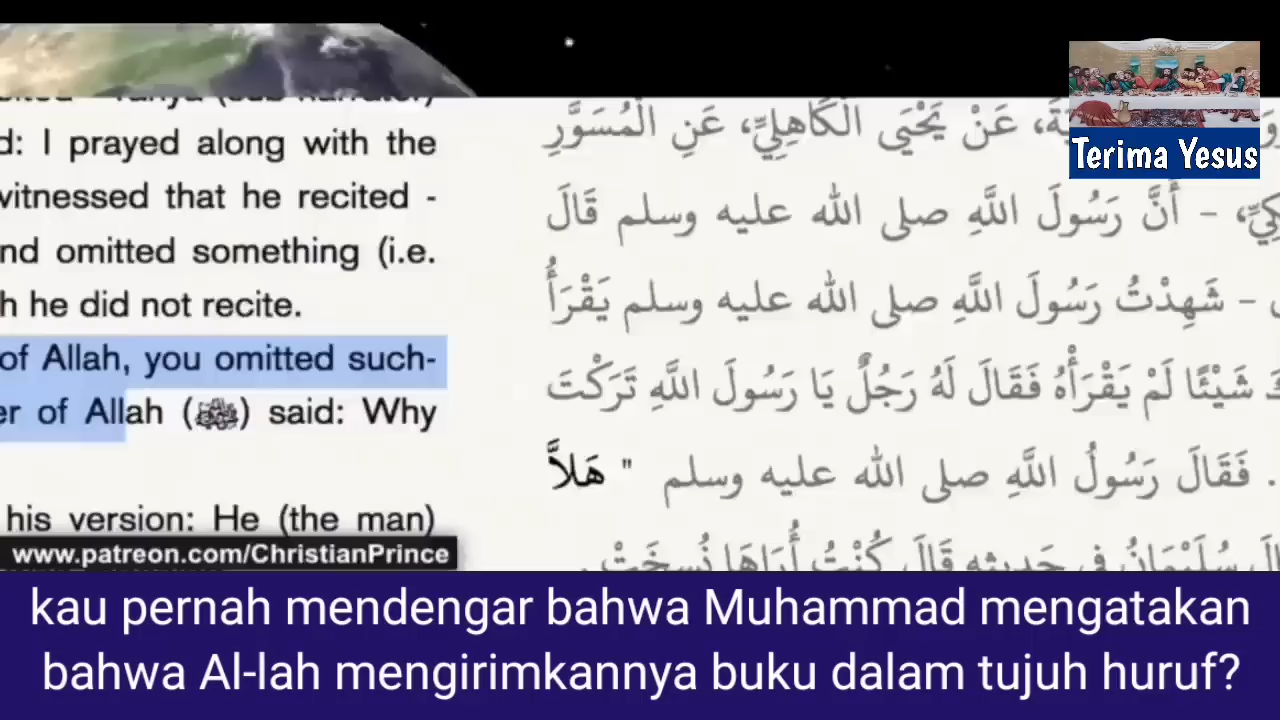 d: I prayed along with the
witnessed that he recited -
nd omitted something (i.e.
h he did not recite.
of Allah, you omitted such-
er of Allah (ﷺ) said: Why
his version: He (the man)
عَنْ يَحْيَى الْكَاهِلِيِّ، عَنِ الْمُسَوَّرِ
– أَنَّ رَسُولَ اللَّهِ صلى الله عليه وسلم قَالَ
– شَهِدْتُ رَسُولَ اللَّهِ صلى الله عليه وسلم يَقْرَأُ
شَيْئًا لَمْ يَقْرَأْهُ فَقَالَ لَهُ رَجُلٌ يَا رَسُولَ اللَّهِ تَرَكْتَ
. فَقَالَ رَسُولُ اللَّهِ صلى الله عليه وسلم " هَلاَّ
سُلَيْمَانُ فِي حَدِيثِهِ قَالَ كُنْتُ أُرَاهَا نُسِخَتْ .
Terima Yesus
www.patreon.com/ChristianPrince
kau pernah mendengar bahwa Muhammad mengatakan
bahwa Al-lah mengirimkannya buku dalam tujuh huruf?